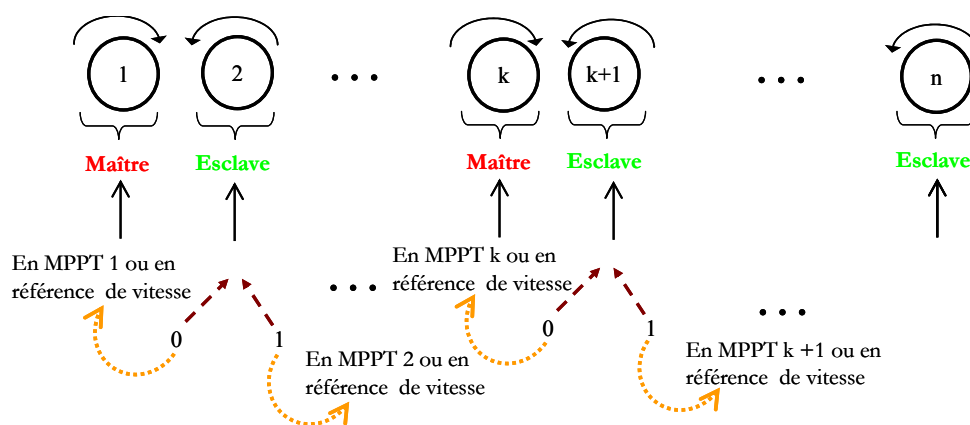 1
2
• • •
k
k+1
• • •
n
Maître
Esclave
Maître
Esclave
Esclave
En MPPT 1 ou en
référence de vitesse
• • •
En MPPT k ou en
référence de vitesse
• • •
0
1
0
1
En MPPT 2 ou en
référence de vitesse
En MPPT k +1 ou en
référence de vitesse